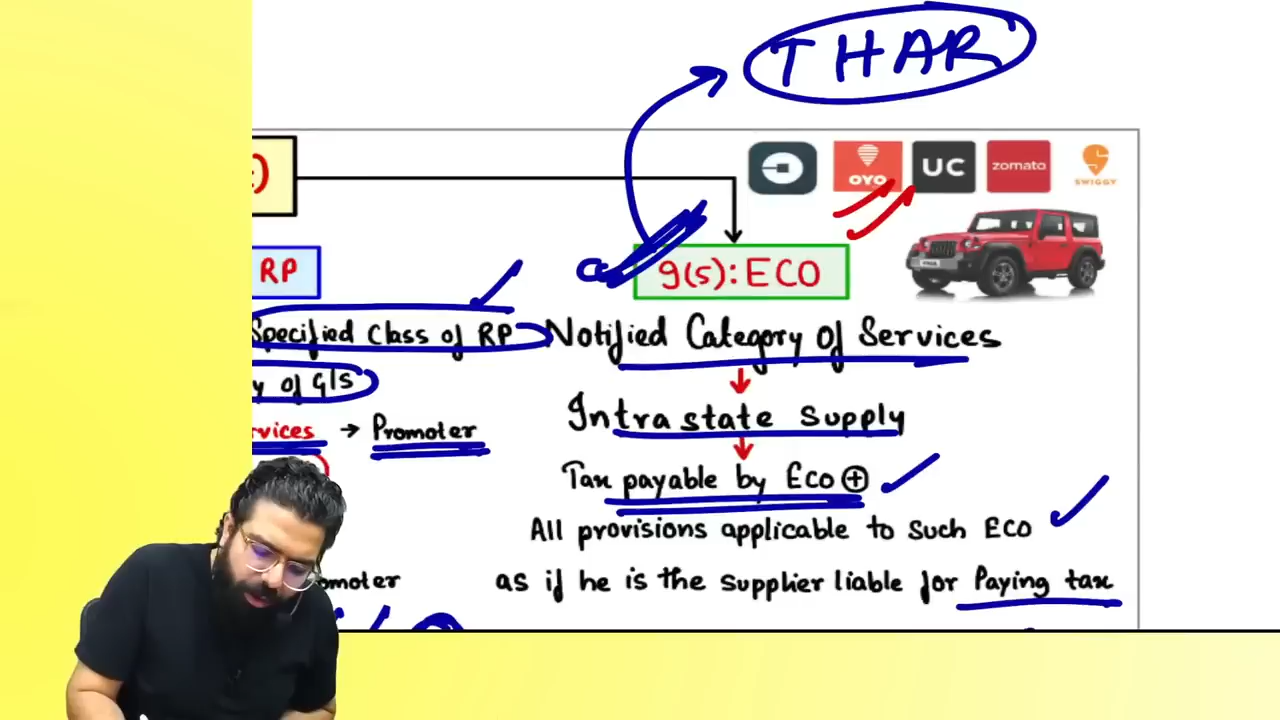 THAR
OYO
UC
zomato
SWIGGY
RP
9(5): ECO
Specified Class of RP
Notified Category Of Services
y of G/S
Intrastate Supply
rvices → Promoter
Tax payable by Eco ⊕
All provisions applicable to Such ECO
omoter
as if he is the supplier liable for Paying tax